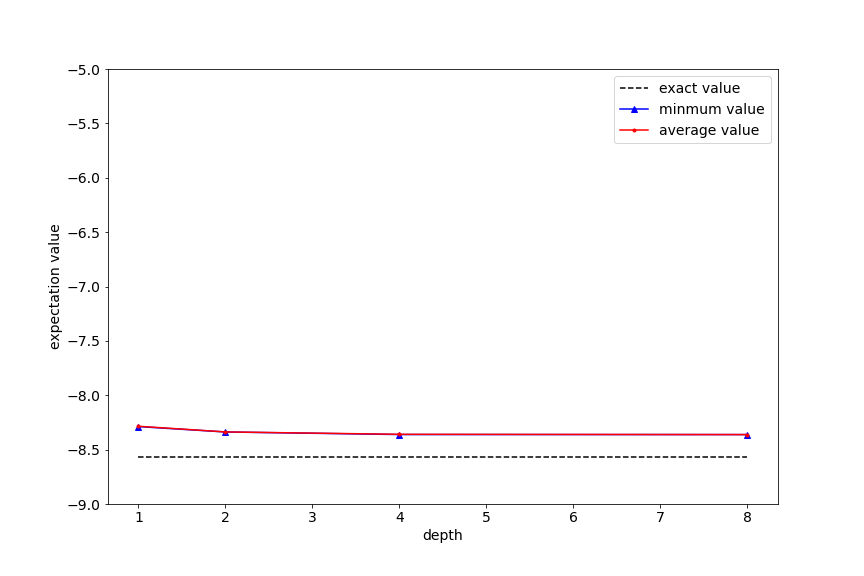 exact value
minmum value
average value
−5.0
−5.5
−6.0
−6.5
−7.0
−7.5
−8.0
−8.5
−9.0
expectation value
1 2 3 4 5 6 7 8
depth